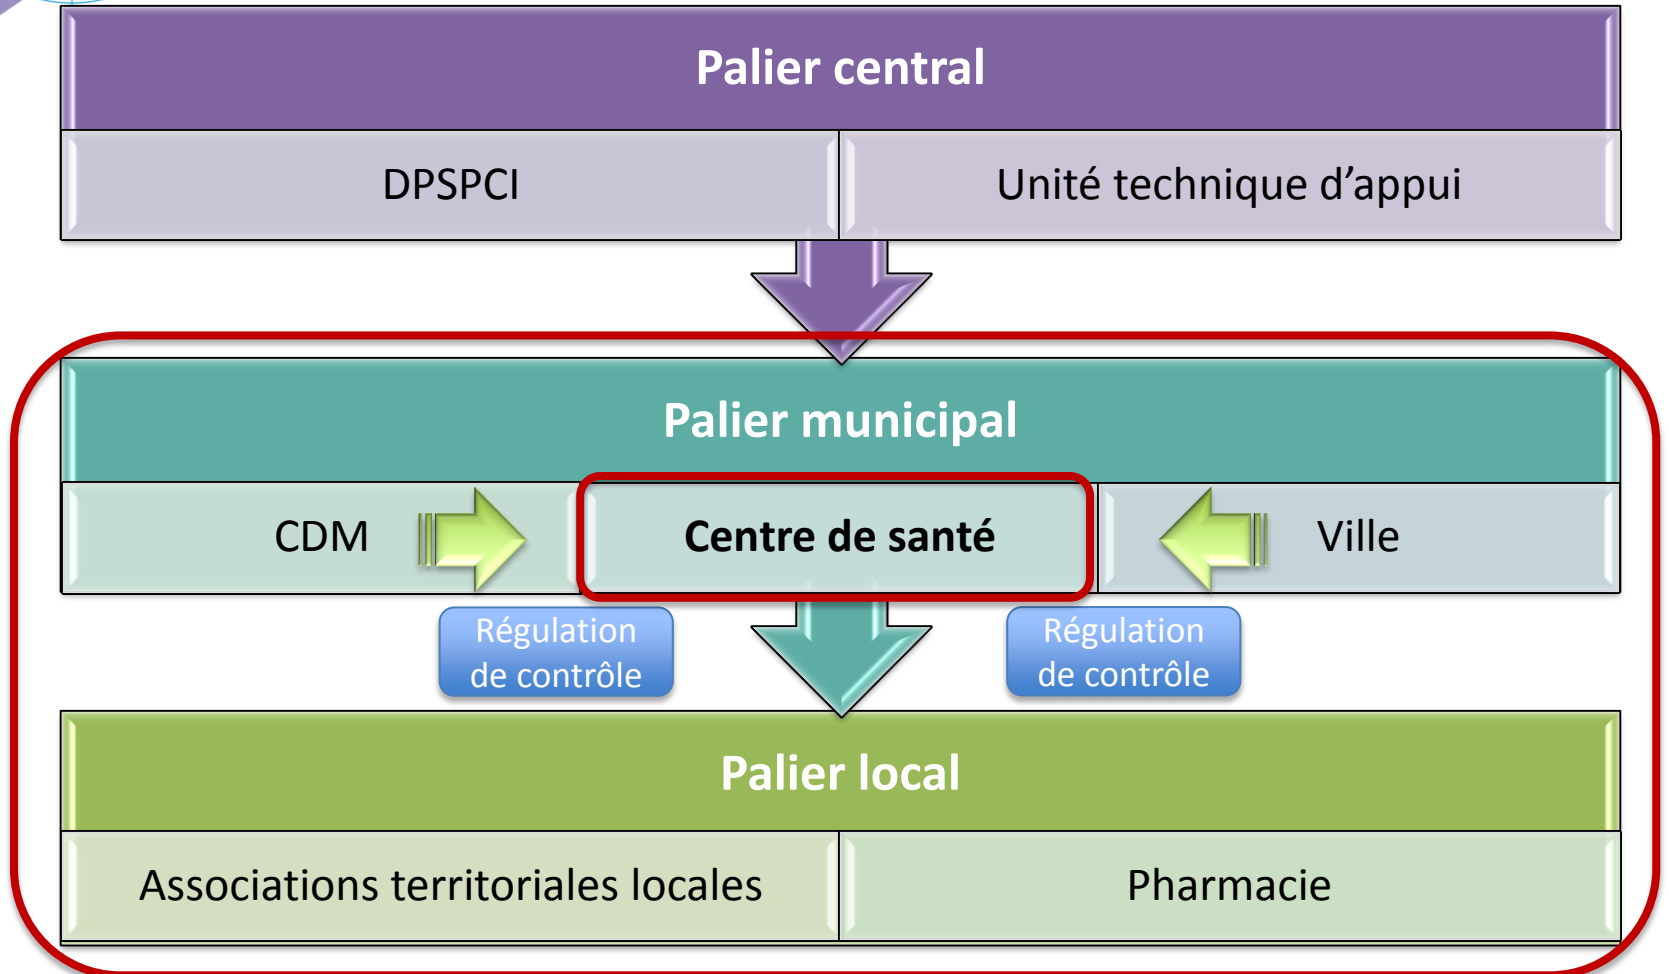 Palier central
DPSPCI
Unité technique d’appui
Palier municipal
CDM
Centre de santé
Ville
Régulation
de contrôle
Régulation
de contrôle
Palier local
Associations territoriales locales
Pharmacie